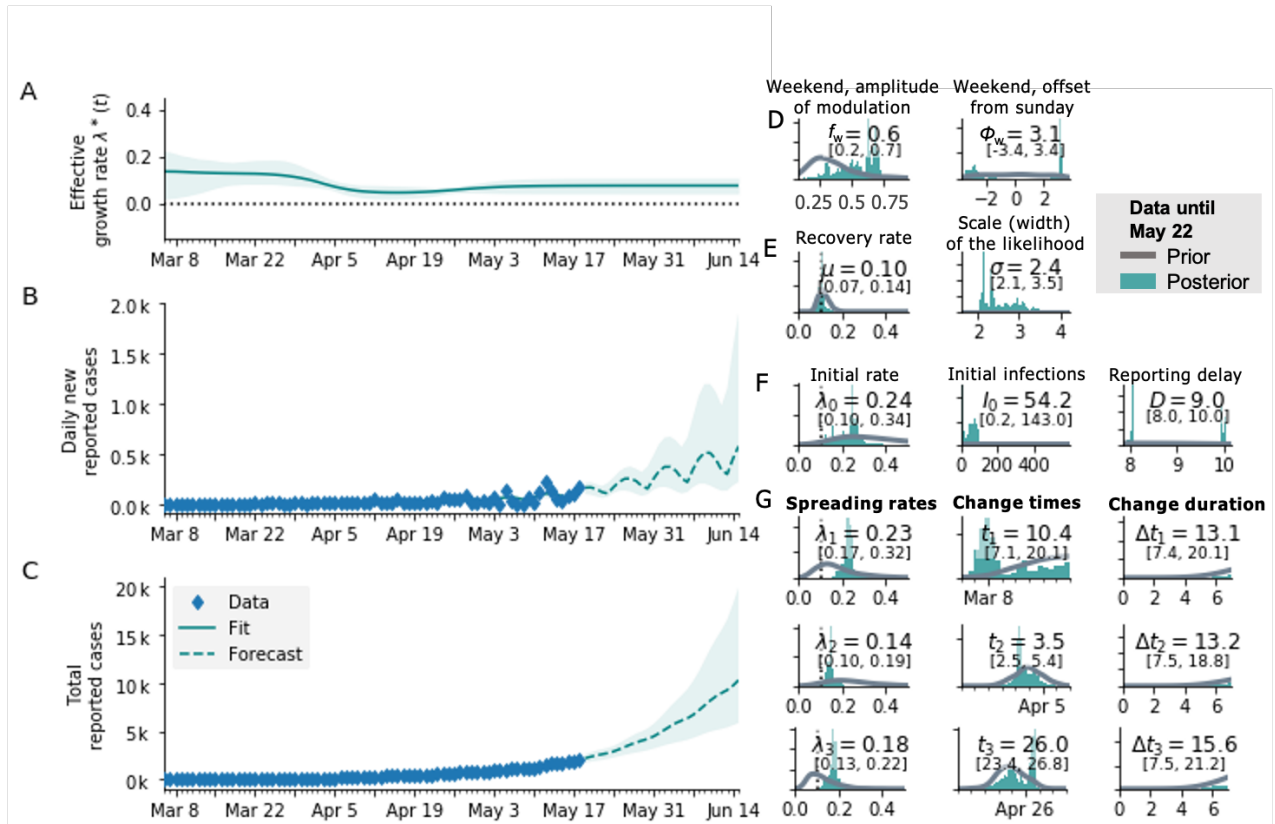 A
Effective
growth rate λ * (t)
0.4
0.2
0.0
Mar 8 Mar 22 Apr 5 Apr 19 May 3 May 17 May 31 Jun 14
B
Daily new
reported cases
2.0 k
1.5 k
1.0 k
0.5 k
0.0 k
Mar 8 Mar 22 Apr 5 Apr 19 May 3 May 17 May 31 Jun 14
C
Total
reported cases
20 k
15 k
10 k
5 k
0 k
Data
Fit
Forecast
Mar 8 Mar 22 Apr 5 Apr 19 May 3 May 17 May 31 Jun 14
D
Weekend, amplitude
of modulation
f_w = 0.6
[0.2, 0.7]
0.25 0.5 0.75
Weekend, offset
from sunday
Φ_w = 3.1
[-3.4, 3.4]
−2 0 2
E
Recovery rate
μ = 0.10
[0.07, 0.14]
0.0 0.2 0.4
Scale (width)
of the likelihood
σ = 2.4
[2.1, 3.5]
2 3 4
Data until
May 22
Prior
Posterior
F
Initial rate
λ₀ = 0.24
[0.10, 0.34]
0.0 0.2 0.4
Initial infections
I₀ = 54.2
[0.2, 143.0]
0 200 400
Reporting delay
D = 9.0
[8.0, 10.0]
8 9 10
G
Spreading rates Change times Change duration
λ₁ = 0.23
[0.17, 0.32]
0.0 0.2 0.4
t₁ = 10.4
[7.1, 20.1]
Mar 8
Δt₁ = 13.1
[7.4, 20.1]
0 2 4 6
λ₂ = 0.14
[0.10, 0.19]
0.0 0.2 0.4
t₂ = 3.5
[2.5, 5.4]
Apr 5
Δt₂ = 13.2
[7.5, 18.8]
0 2 4 6
λ₃ = 0.18
[0.13, 0.22]
0.0 0.2 0.4
t₃ = 26.0
[23.4, 26.8]
Apr 26
Δt₃ = 15.6
[7.5, 21.2]
0 2 4 6